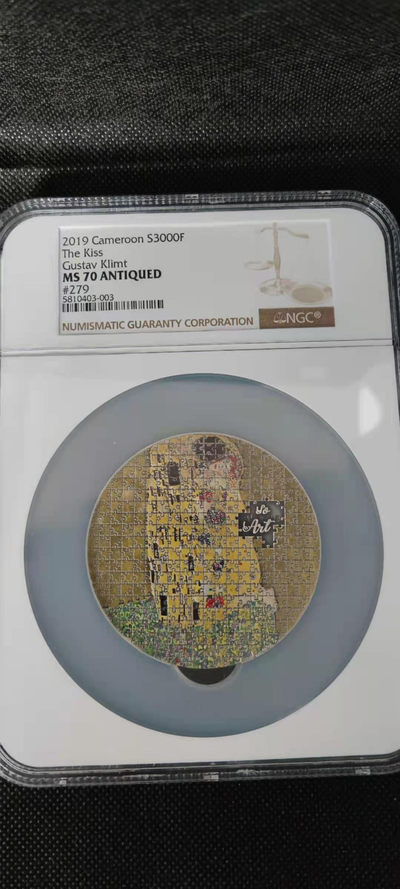 2019 Cameroon S3000F
The Kiss
Gustav Klimt
MS 70 ANTIQUED
#279
5810403-003
NUMISMATIC GUARANTY CORPORATION NGC®
So
Art